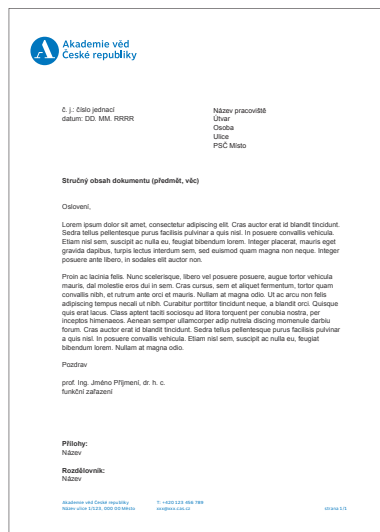 Akademie věd
České republiky
č. j.: číslo jednací
datum: DD. MM. RRRR
Název pracoviště
Útvar
Osoba
Ulice
PSČ Místo
Stručný obsah dokumentu (předmět, věc)
Oslovení,
Lorem ipsum dolor sit amet, consectetur adipiscing elit. Cras auctor erat id blandit tincidunt.
Sedra tellus pellentesque purus facilisis pulvinar a quis nisl. In posuere convallis vehicula.
Etiam nisl sem, suscipit ac nulla eu, feugiat bibendum lorem. Integer placerat, mauris eget
gravida dapibus, turpis lectus interdum sem, sed euismod quam magna non neque. Integer
posuere ante libero, in sodales elit auctor non.
Proin ac lacinia felis. Nunc scelerisque, libero vel posuere posuere, augue tortor vehicula
mauris, dal molestie eros dui in sem. Cras cursus, sem et aliquet fermentum, tortor quam
convallis nibh, et rutrum ante orci et mauris. Nullam at magna odio. Ut ac arcu non felis
adipiscing tempus necali ut nibh. Curabitur porttitor tincidunt neque, a blandit orci. Quisque
quis erat lacus. Class aptent taciti sociosqu ad litora torquent per conubia nostra, per
inceptos himenaeos. Aenean semper ullamcorper adip nutrela discing momenule darbiu
forum. Cras auctor erat id blandit tincidunt. Sedra tellus pellentesque purus facilisis pulvinar
a quis nisl. In posuere convallis vehicula. Etiam nisl sem, suscipit ac nulla eu, feugiat
bibendum lorem. Nullam at magna odio.
Pozdrav
prof. Ing. Jméno Příjmení, dr. h. c.
funkční zařazení
Přílohy:
Název
Rozdělovník:
Název
Akademie věd České republiky
Název ulice 1/123, 000 00 Město
T: +420 123 456 789
strana 1/1